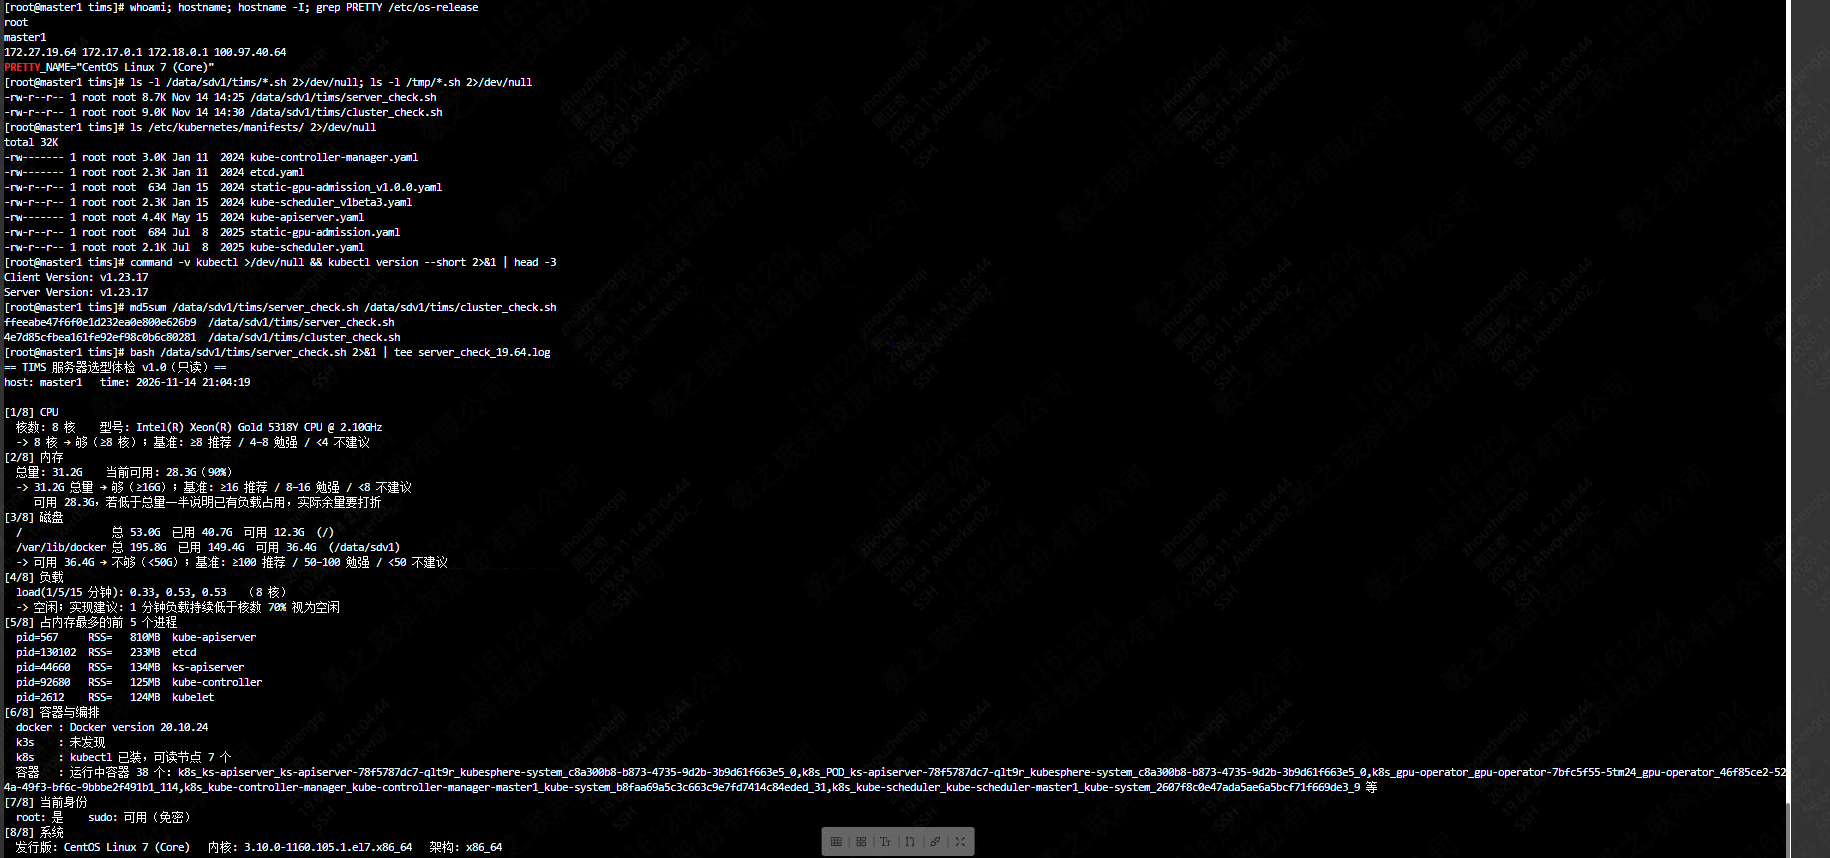 [root@master1 tims]# whoami; hostname; hostname -I; grep PRETTY /etc/os-release
root
master1
172.27.19.64 172.17.0.1 172.18.0.1 100.97.40.64
PRETTY_NAME="CentOS Linux 7 (Core)"
[root@master1 tims]# ls -l /data/sdv1/tims/*.sh 2>/dev/null; ls -l /tmp/*.sh 2>/dev/null
-rw-r--r-- 1 root root 8.7K Nov 14 14:25 /data/sdv1/tims/server_check.sh
-rw-r--r-- 1 root root 9.0K Nov 14 14:30 /data/sdv1/tims/cluster_check.sh
[root@master1 tims]# ls /etc/kubernetes/manifests/ 2>/dev/null
total 32K
-rw------- 1 root root 3.0K Jan 11  2024 kube-controller-manager.yaml
-rw------- 1 root root 2.3K Jan 11  2024 etcd.yaml
-rw-r--r-- 1 root root  634 Jan 15  2024 static-gpu-admission_v1.0.0.yaml
-rw-r--r-- 1 root root 2.3K Jan 15  2024 kube-scheduler_v1beta3.yaml
-rw------- 1 root root 4.4K May 15  2024 kube-apiserver.yaml
-rw-r--r-- 1 root root  684 Jul  8  2025 static-gpu-admission.yaml
-rw-r--r-- 1 root root 2.1K Jul  8  2025 kube-scheduler.yaml
[root@master1 tims]# command -v kubectl >/dev/null && kubectl version --short 2>&1 | head -3
Client Version: v1.23.17
Server Version: v1.23.17
[root@master1 tims]# md5sum /data/sdv1/tims/server_check.sh /data/sdv1/tims/cluster_check.sh
ffeeabe47f6f0e1d232ea0e800e626b9  /data/sdv1/tims/server_check.sh
4e7d85cfbea161fe92ef98c0b6c80281  /data/sdv1/tims/cluster_check.sh
[root@master1 tims]# bash /data/sdv1/tims/server_check.sh 2>&1 | tee server_check_19.64.log
== TIMS 服务器选型体检 v1.0（只读）==
host: master1   time: 2026-11-14 21:04:19
[1/8] CPU
核数: 8 核    型号: Intel(R) Xeon(R) Gold 5318Y CPU @ 2.10GHz
-> 8 核 → 够（≥8 核）；基准: ≥8 推荐 / 4-8 勉强 / <4 不建议
[2/8] 内存
总量: 31.2G    当前可用: 28.3G（90%）
-> 31.2G 总量 → 够（≥16G）；基准: ≥16 推荐 / 8-16 勉强 / <8 不建议
可用 28.3G，若低于总量一半说明已有负载占用，实际余量要打折
[3/8] 磁盘
/               总 53.0G  已用 40.7G  可用 12.3G  (/)
/var/lib/docker 总 195.8G  已用 149.4G  可用 36.4G  (/data/sdv1)
-> 可用 36.4G → 不够（<50G）；基准: ≥100 推荐 / 50-100 勉强 / <50 不建议
[4/8] 负载
load(1/5/15 分钟): 0.33, 0.53, 0.53   （8 核）
-> 空闲；实现建议: 1 分钟负载持续低于核数 70% 视为空闲
[5/8] 占内存最多的前 5 个进程
pid=567     RSS=   810MB  kube-apiserver
pid=130102  RSS=   233MB  etcd
pid=44660   RSS=   134MB  ks-apiserver
pid=92680   RSS=   125MB  kube-controller
pid=2612    RSS=   124MB  kubelet
[6/8] 容器与编排
docker : Docker version 20.10.24
k3s    : 未发现
k8s    : kubectl 已装，可读节点 7 个
容器   : 运行中容器 38 个: k8s_ks-apiserver_ks-apiserver-78f5787dc7-qlt9r_kubesphere-system_c8a300b8-b873-4735-9d2b-3b9d61f663e5_0,k8s_POD_ks-apiserver-78f5787dc7-qlt9r_kubesphere-system_c8a300b8-b873-4735-9d2b-3b9d61f663e5_0,k8s_gpu-operator_gpu-operator-7bfc5f55-5tm24_gpu-operator_46f85ce2-52
4a-49f3-bf6c-9bbbe2f491b1_114,k8s_kube-controller-manager_kube-controller-manager-master1_kube-system_b8faa69a5c3c663c9e7fd7414c84eded_31,k8s_kube-scheduler_kube-scheduler-master1_kube-system_2607f8c0e47ada5ae6a5bcf71f669de3_9 等
[7/8] 当前身份
root: 是    sudo: 可用（免密）
[8/8] 系统
发行版: CentOS Linux 7 (Core)   内核: 3.10.0-1160.105.1.el7.x86_64   架构: x86_64